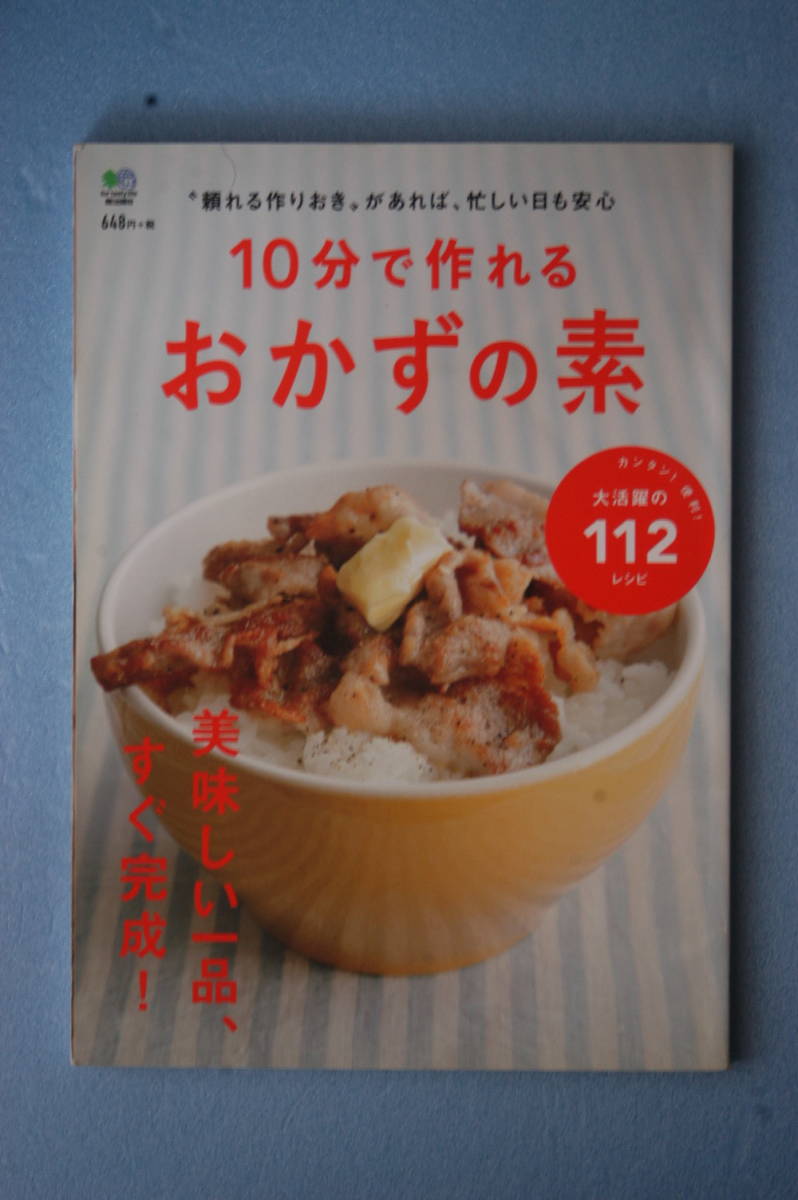 “頼れる作りおき”があれば、忙しい日も安心
648円+税
10分で作れる
おかずの素
カンタン！便利！
大活躍の
112
レシピ
美味しい一品、
すぐ完成！